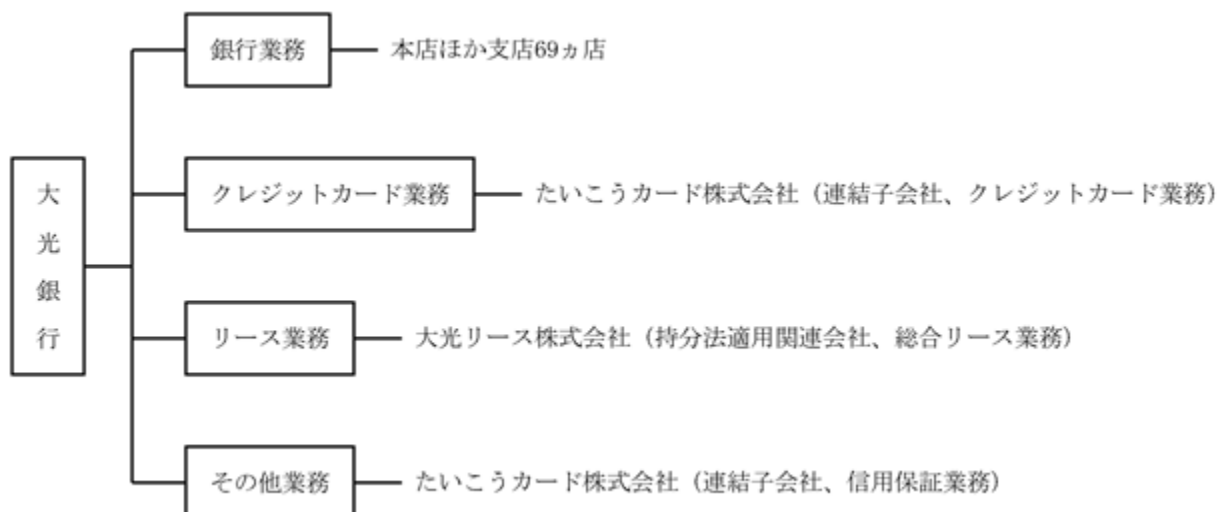 大光銀行
銀行業務 本店ほか支店69ヵ店
クレジットカード業務 たいこうカード株式会社（連結子会社、クレジットカード業務）
リース業務 大光リース株式会社（持分法適用関連会社、総合リース業務）
その他業務 たいこうカード株式会社（連結子会社、信用保証業務）